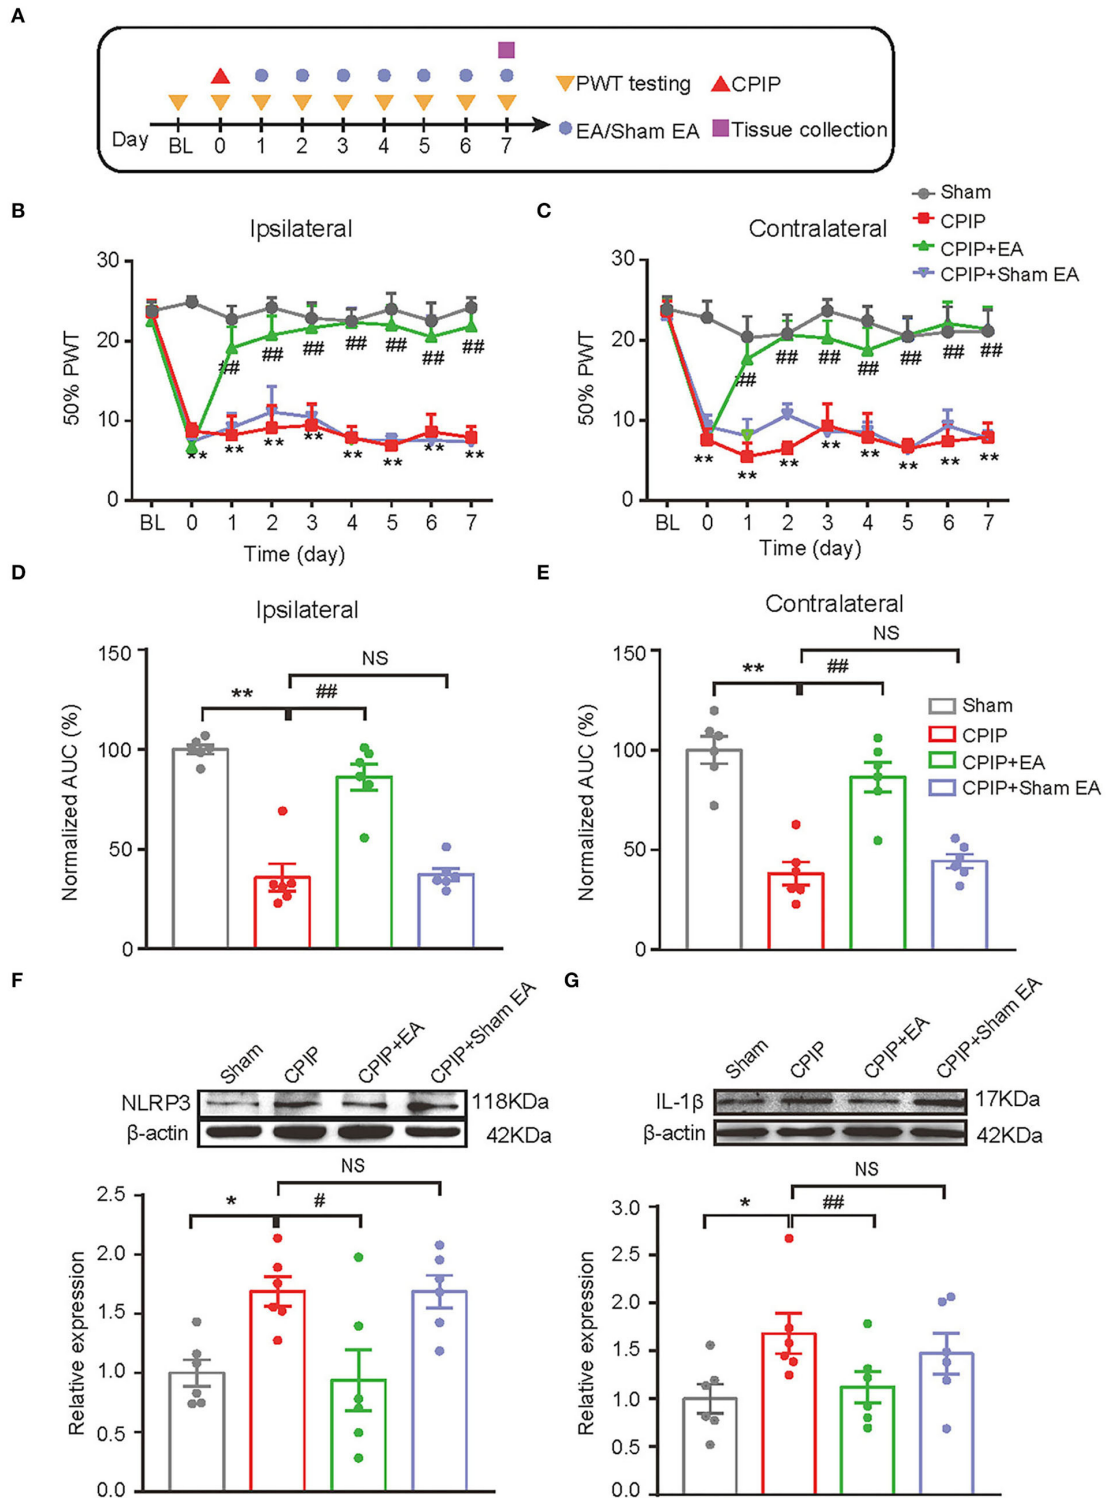 A
PWT testing
CPIP
Day
BL 0 1 2 3 4 5 6 7
EA/Sham EA
Tissue collection
B
Ipsilateral
30
20
10
0
50% PWT
** ** ** ** ** ** ** **
## ## ## ## ## ## ##
BL 0 1 2 3 4 5 6 7
Time (day)
C
Contralateral
Sham
CPIP
CPIP+EA
CPIP+Sham EA
30
20
10
0
50% PWT
## ## ## ## ## ## ##
** ** ** ** ** ** ** **
BL 0 1 2 3 4 5 6 7
Time (day)
D
Ipsilateral
150
100
50
0
Normalized AUC (%)
NS
** ##
E
Contralateral
150
100
50
0
Normalized AUC (%)
NS
** ##
Sham
CPIP
CPIP+EA
CPIP+Sham EA
F
Sham CPIP CPIP+EA CPIP+Sham EA
NLRP3 118KDa
β-actin 42KDa
NS
* #
2.5
2.0
1.5
1.0
0.5
0.0
Relative expression
G
Sham CPIP CPIP+EA CPIP+Sham EA
IL-1β 17KDa
β-actin 42KDa
NS
* ##
3.0
2.5
2.0
1.5
1.0
0.5
0.0
Relative expression